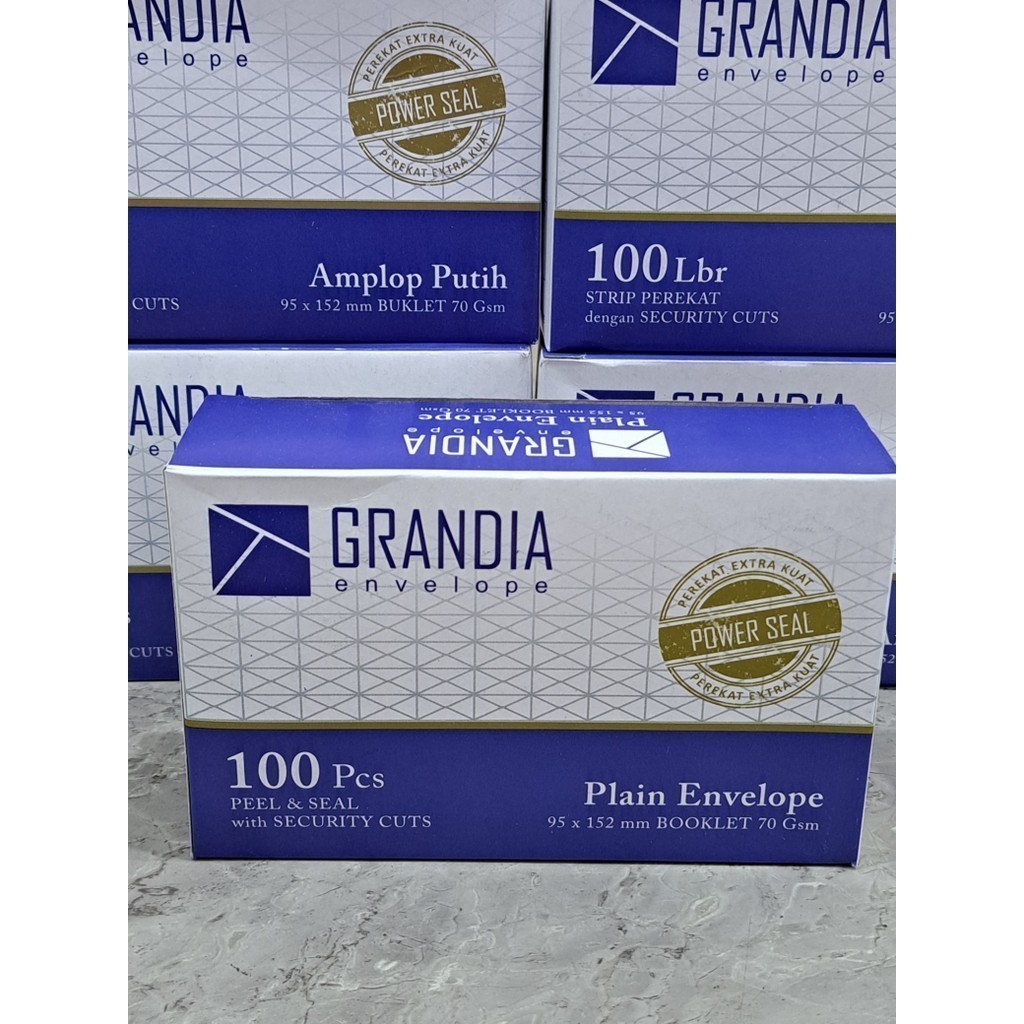 GRANDIA
envelope
PEREKAT EXTRA KUAT
POWER SEAL
PEREKAT EXTRA KUAT
Amplop Putih
CUTS
95 x 152 mm BUKLET 70 Gsm
GRANDIA
envelope
100 Lbr
STRIP PEREKAT
dengan SECURITY CUTS
95
CUTS
Plain Envelope
95 x 152 mm BOOKLET 70 Gsm
GRANDIA
envelope
GRANDIA
envelope
PEREKAT EXTRA KUAT
POWER SEAL
PEREKAT EXTRA KUAT
100 Pcs
PEEL & SEAL
with SECURITY CUTS
Plain Envelope
95 x 152 mm BOOKLET 70 Gsm